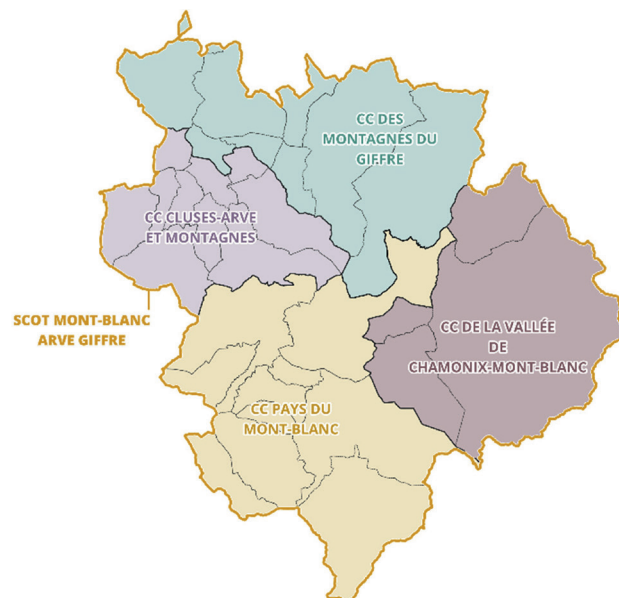 CC DES
MONTAGNES DU
GIFFRE
CC CLUSES-ARVE
ET MONTAGNES
SCOT MONT-BLANC
ARVE GIFFRE
CC DE LA VALLÉE
DE
CHAMONIX-MONT-BLANC
CC PAYS DU
MONT-BLANC